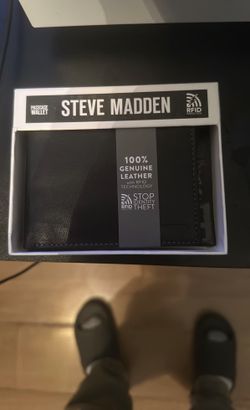 PASSCASE
WALLET
STEVE MADDEN
RFID
100%
GENUINE
LEATHER
with RFID
TECHNOLOGY
RFID
STOP
IDENTITY
THEFT